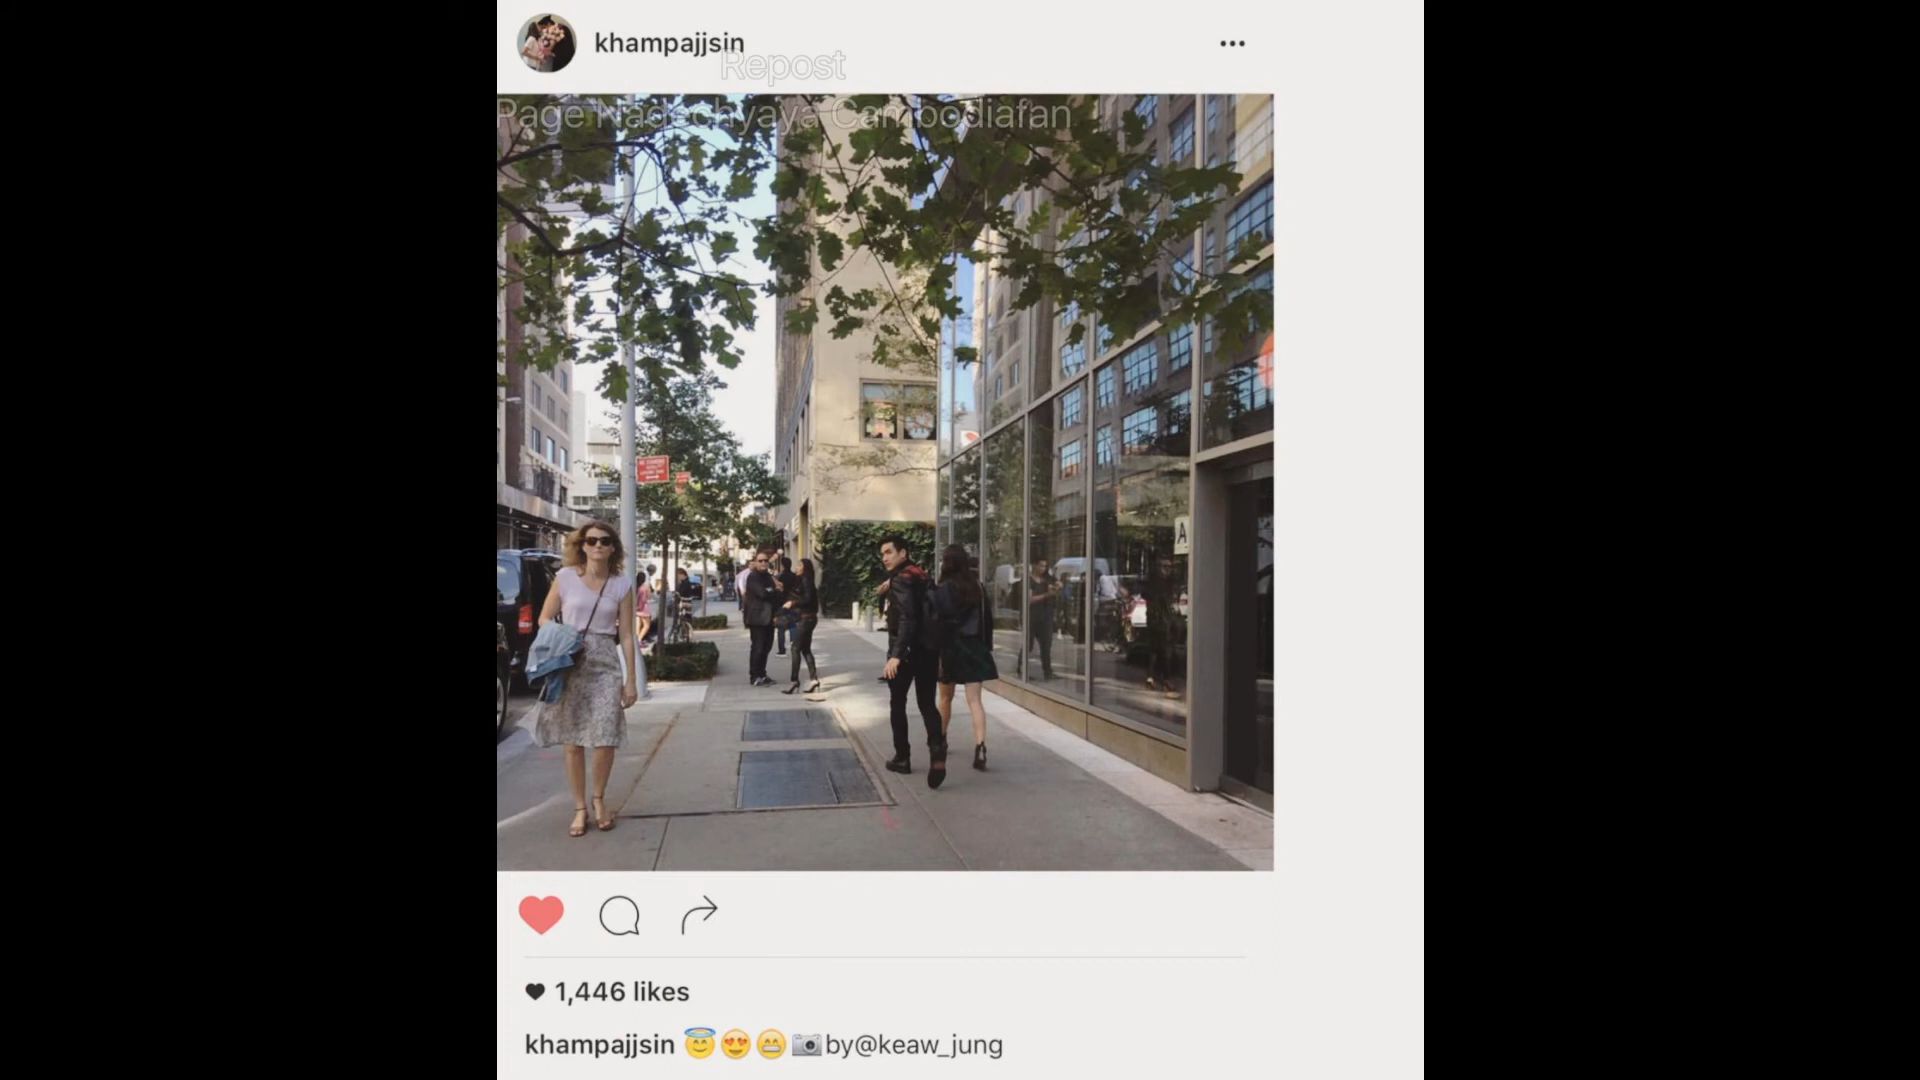 khampajjsin
Repost
Page Nadechyaya Cambodiafan
A
1,446 likes
khampajjsin 😇😍😁📷by@keaw_jung